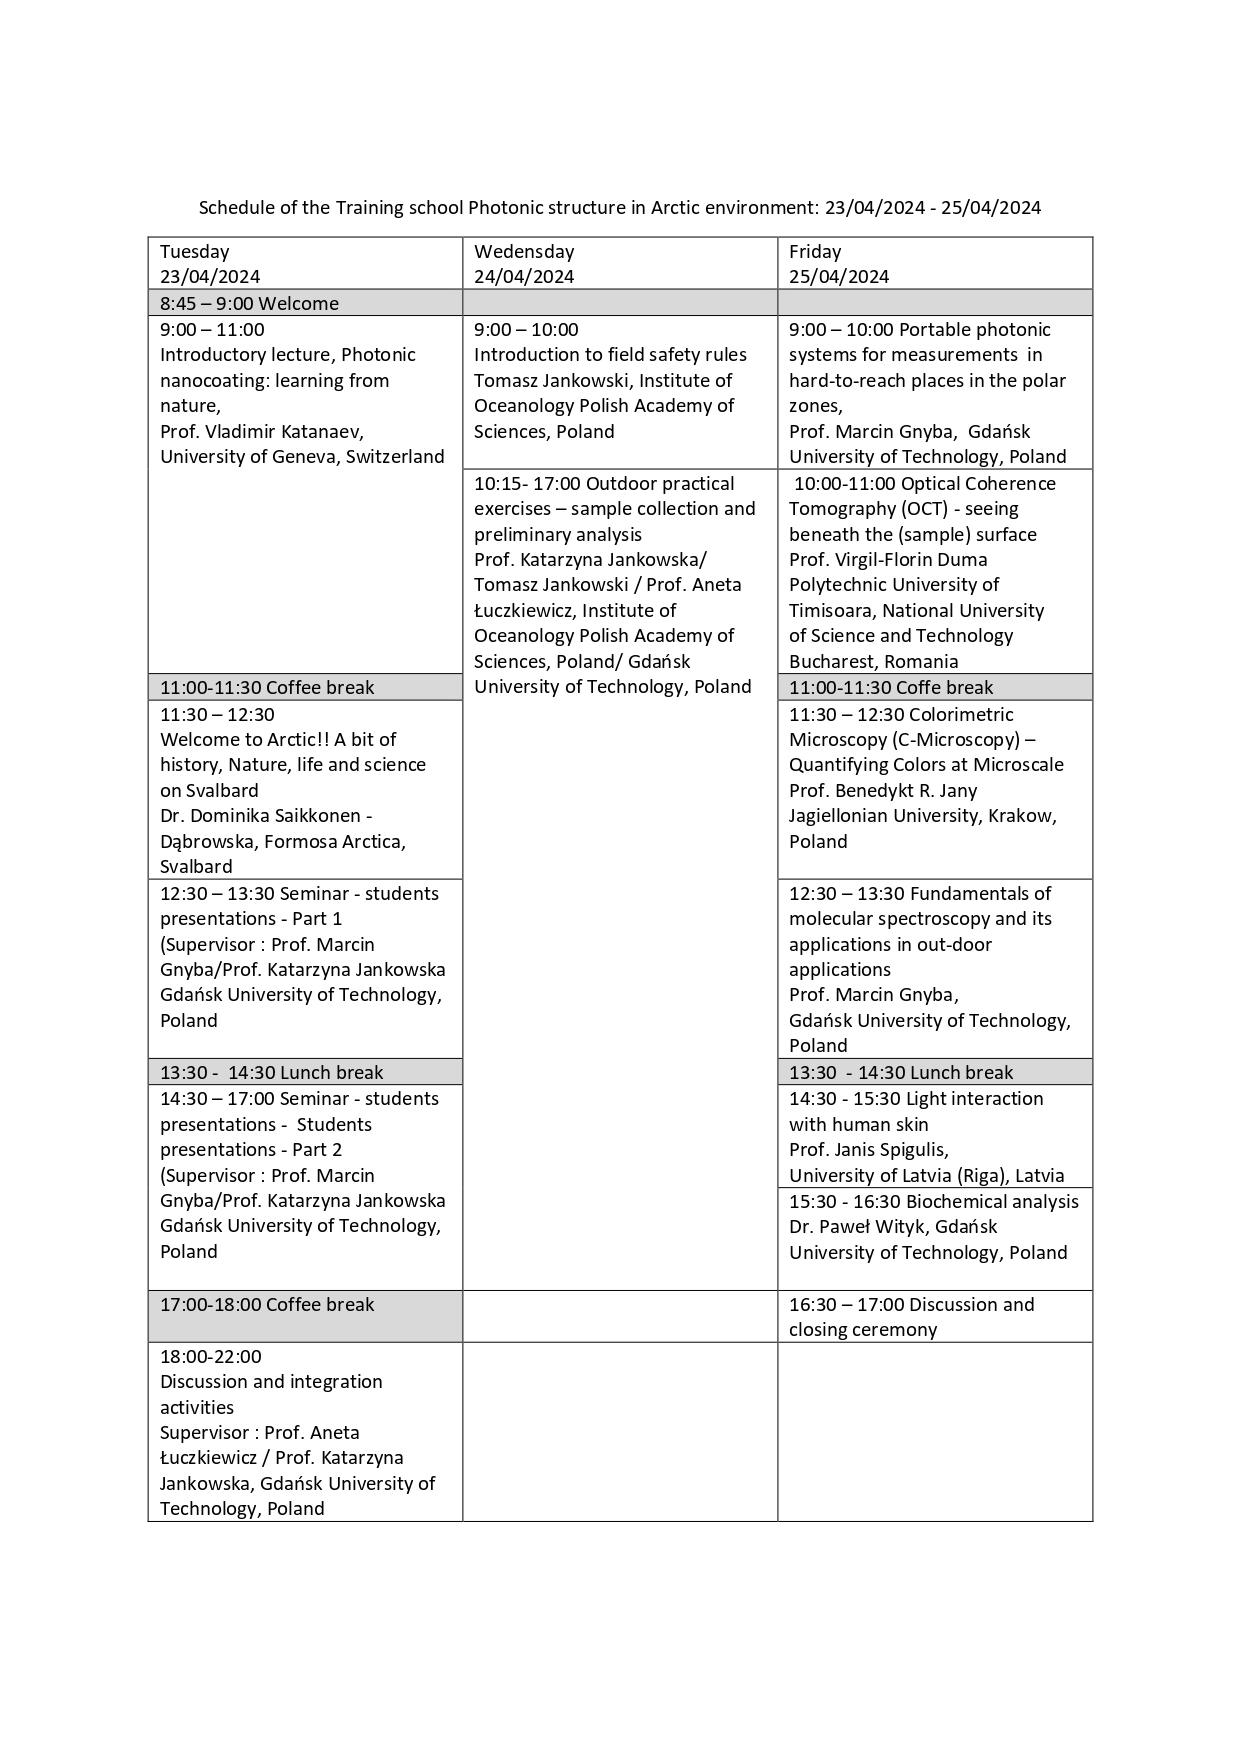 Schedule of the Training school Photonic structure in Arctic environment: 23/04/2024 - 25/04/2024
Tuesday
23/04/2024
Wedensday
24/04/2024
Friday
25/04/2024
8:45 – 9:00 Welcome
9:00 – 11:00
Introductory lecture, Photonic
nanocoating: learning from
nature,
Prof. Vladimir Katanaev,
University of Geneva, Switzerland
9:00 – 10:00
Introduction to field safety rules
Tomasz Jankowski, Institute of
Oceanology Polish Academy of
Sciences, Poland
9:00 – 10:00 Portable photonic
systems for measurements  in
hard-to-reach places in the polar
zones,
Prof. Marcin Gnyba,  Gdańsk
University of Technology, Poland
10:15- 17:00 Outdoor practical
exercises – sample collection and
preliminary analysis
Prof. Katarzyna Jankowska/
Tomasz Jankowski / Prof. Aneta
Łuczkiewicz, Institute of
Oceanology Polish Academy of
Sciences, Poland/ Gdańsk
University of Technology, Poland
10:00-11:00 Optical Coherence
Tomography (OCT) - seeing
beneath the (sample) surface
Prof. Virgil-Florin Duma
Polytechnic University of
Timisoara, National University
of Science and Technology
Bucharest, Romania
11:00-11:30 Coffee break
11:00-11:30 Coffe break
11:30 – 12:30
Welcome to Arctic!! A bit of
history, Nature, life and science
on Svalbard
Dr. Dominika Saikkonen -
Dąbrowska, Formosa Arctica,
Svalbard
11:30 – 12:30 Colorimetric
Microscopy (C-Microscopy) –
Quantifying Colors at Microscale
Prof. Benedykt R. Jany
Jagiellonian University, Krakow,
Poland
12:30 – 13:30 Seminar - students
presentations - Part 1
(Supervisor : Prof. Marcin
Gnyba/Prof. Katarzyna Jankowska
Gdańsk University of Technology,
Poland
12:30 – 13:30 Fundamentals of
molecular spectroscopy and its
applications in out-door
applications
Prof. Marcin Gnyba,
Gdańsk University of Technology,
Poland
13:30 -  14:30 Lunch break
13:30  - 14:30 Lunch break
14:30 – 17:00 Seminar - students
presentations -  Students
presentations - Part 2
(Supervisor : Prof. Marcin
Gnyba/Prof. Katarzyna Jankowska
Gdańsk University of Technology,
Poland
14:30 - 15:30 Light interaction
with human skin
Prof. Janis Spigulis,
University of Latvia (Riga), Latvia
15:30 - 16:30 Biochemical analysis
Dr. Paweł Wityk, Gdańsk
University of Technology, Poland
17:00-18:00 Coffee break
16:30 – 17:00 Discussion and
closing ceremony
18:00-22:00
Discussion and integration
activities
Supervisor : Prof. Aneta
Łuczkiewicz / Prof. Katarzyna
Jankowska, Gdańsk University of
Technology, Poland